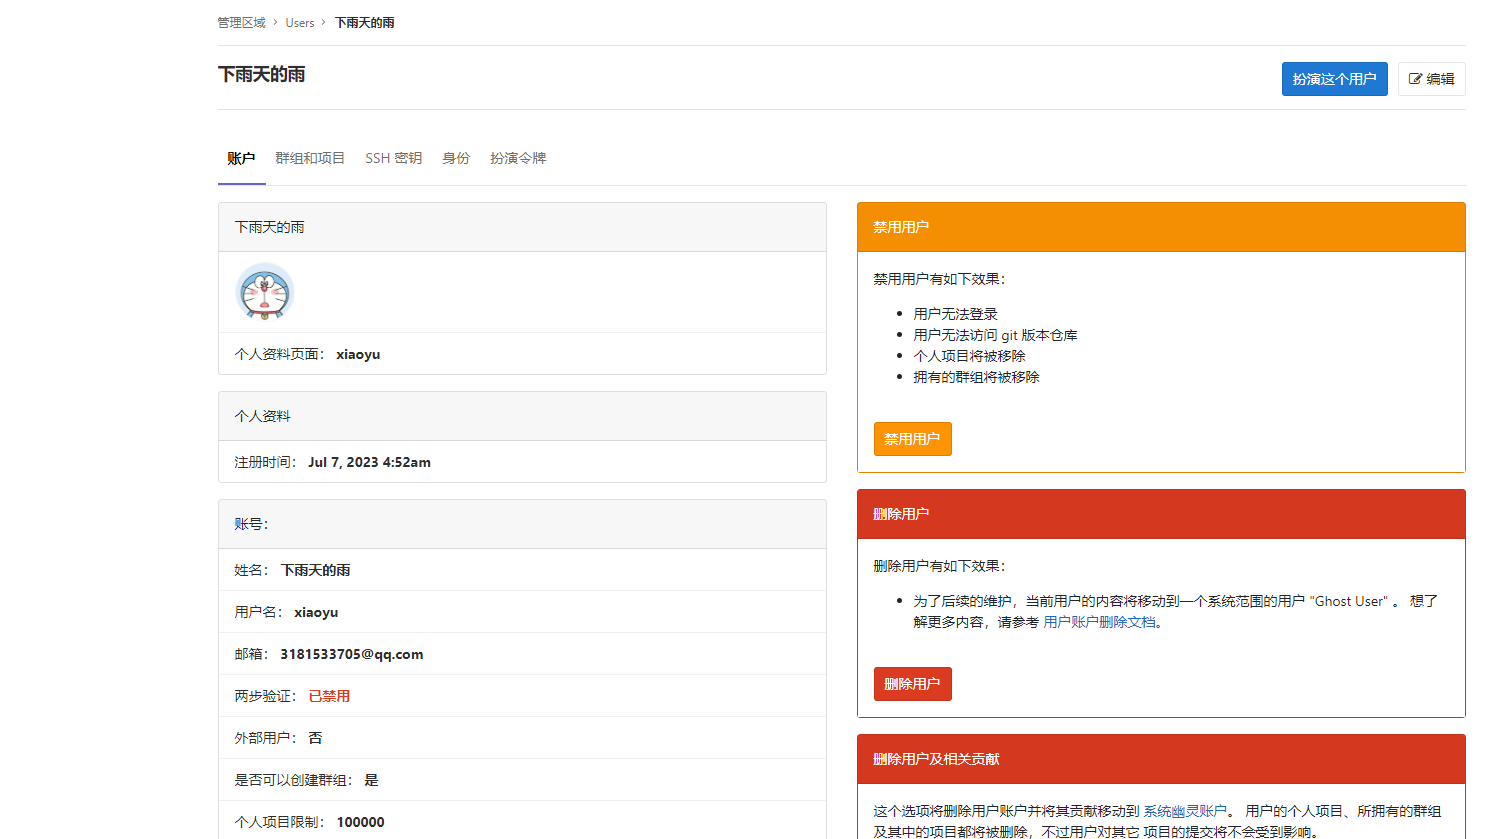 管理区域 › Users › 下雨天的雨
下雨天的雨
扮演这个用户
编辑
账户 群组和项目 SSH 密钥 身份 扮演令牌
下雨天的雨
个人资料页面： xiaoyu
个人资料
注册时间： Jul 7, 2023 4:52am
账号：
姓名： 下雨天的雨
用户名： xiaoyu
邮箱： 3181533705@qq.com
两步验证： 已禁用
外部用户： 否
是否可以创建群组： 是
个人项目限制： 100000
禁用用户
禁用用户有如下效果：
• 用户无法登录
• 用户无法访问 git 版本仓库
• 个人项目将被移除
• 拥有的群组将被移除
禁用用户
删除用户
删除用户有如下效果：
• 为了后续的维护，当前用户的内容将移动到一个系统范围的用户 "Ghost User" 。 想了
解更多内容，请参考 用户账户删除文档。
删除用户
删除用户及相关贡献
这个选项将删除用户账户并将其贡献移动到 系统幽灵账户。 用户的个人项目、所拥有的群组
及其中的项目都将被删除，不过用户对其它 项目的提交将不会受到影响。